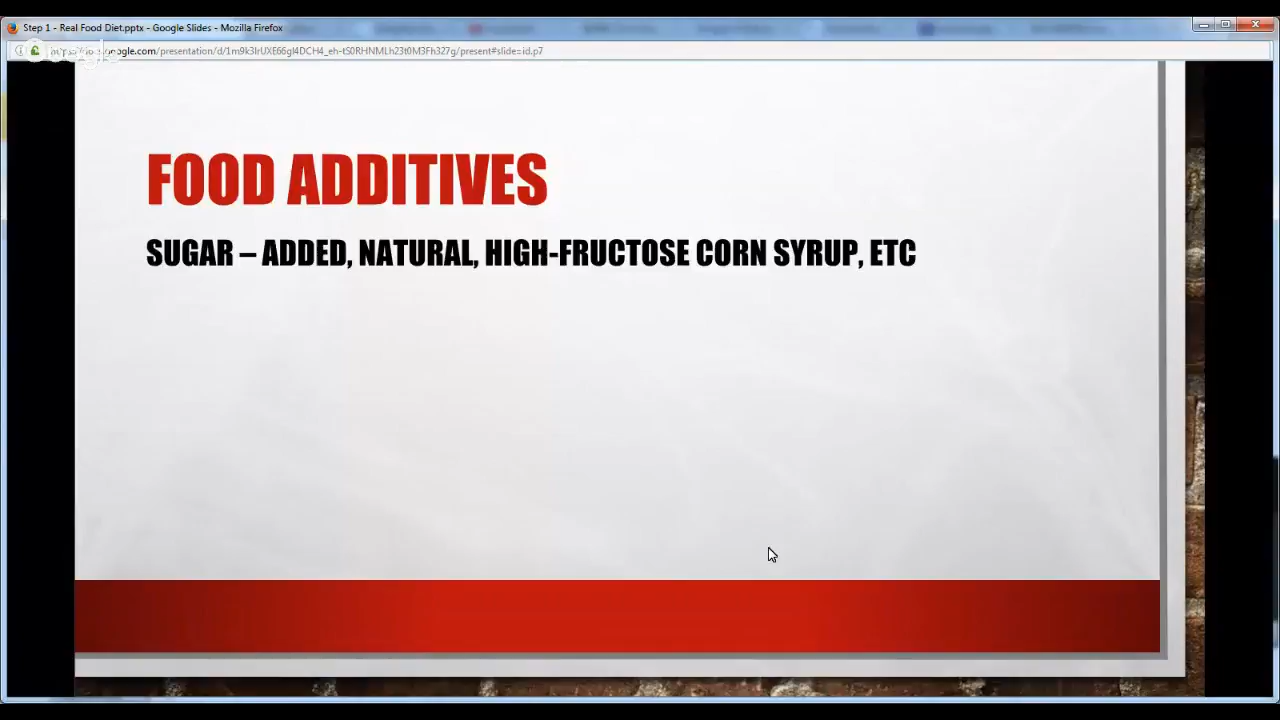 Step 1 - Real Food Diet.pptx - Google Slides - Mozilla Firefox
FOOD ADDITIVES
SUGAR – ADDED, NATURAL, HIGH-FRUCTOSE CORN SYRUP, ETC